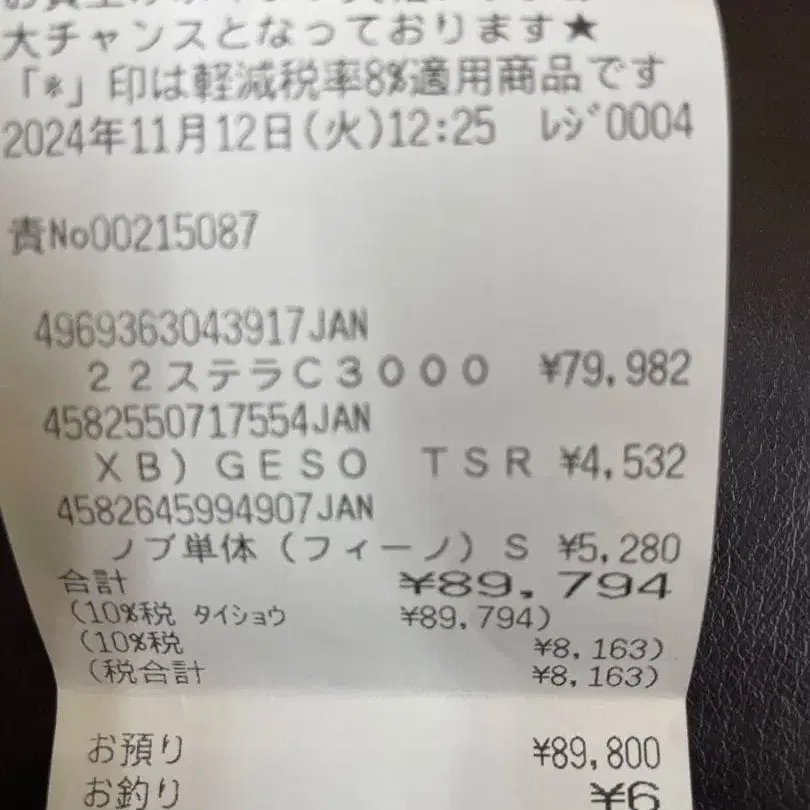 大チャンスとなっております★
「*」印は軽減税率8%適用商品です
2024年11月12日(火)12:25 ﾚｼﾞ0004
責No00215087
4969363043917JAN
22ステラC3000 ¥79,982
4582550717554JAN
XB) GESO TSR ¥4,532
4582645994907JAN
ノブ単体(フィーノ)S ¥5,280
合計 ¥89,794
(10%税 タイショウ ¥89,794)
(10%税 ¥8,163)
(税合計 ¥8,163)
お預り ¥89,800
お釣り ¥6